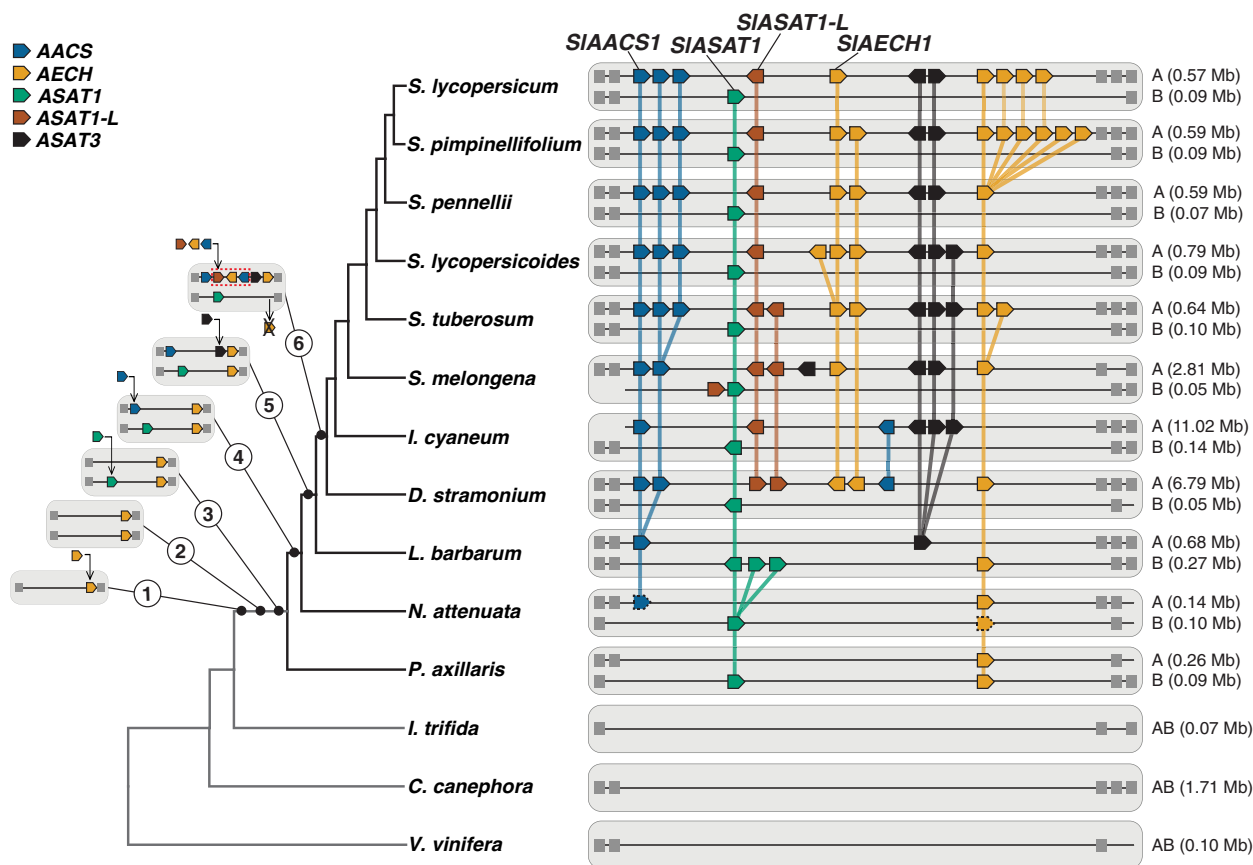 SlAACS1
SlASAT1
SlASAT1-L
SlAECH1
AACS
AECH
ASAT1
ASAT1-L
ASAT3
S. lycopersicum
A (0.57 Mb)
B (0.09 Mb)
S. pimpinellifolium
A (0.59 Mb)
B (0.09 Mb)
S. pennellii
A (0.59 Mb)
B (0.07 Mb)
S. lycopersicoides
A (0.79 Mb)
B (0.09 Mb)
S. tuberosum
A (0.64 Mb)
B (0.10 Mb)
S. melongena
A (2.81 Mb)
B (0.05 Mb)
I. cyaneum
A (11.02 Mb)
B (0.14 Mb)
D. stramonium
A (6.79 Mb)
B (0.05 Mb)
L. barbarum
A (0.68 Mb)
B (0.27 Mb)
N. attenuata
A (0.14 Mb)
B (0.10 Mb)
P. axillaris
A (0.26 Mb)
B (0.09 Mb)
I. trifida
AB (0.07 Mb)
C. canephora
AB (1.71 Mb)
V. vinifera
AB (0.10 Mb)
X
6
5
4
3
2
1